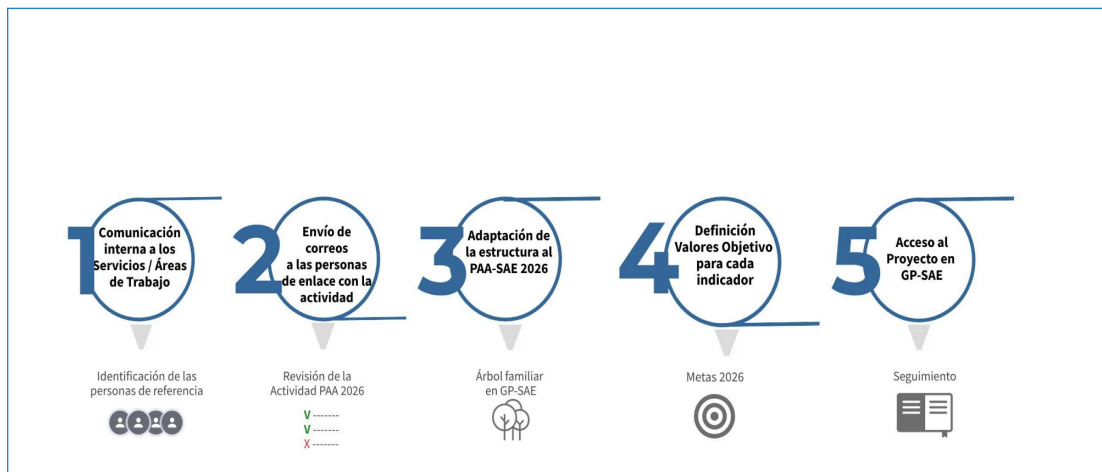 1
Comunicación
interna a los
Servicios / Áreas
de Trabajo
Identificación de las
personas de referencia
2
Envío de
correos
a las personas
de enlace con la
actividad
Revisión de la
Actividad PAA 2026
V -------
V -------
X -------
3
Adaptación de
la estructura al
PAA-SAE 2026
Árbol familiar
en GP-SAE
4
Definición
Valores Objetivo
para cada
indicador
Metas 2026
5
Acceso al
Proyecto en
GP-SAE
Seguimiento